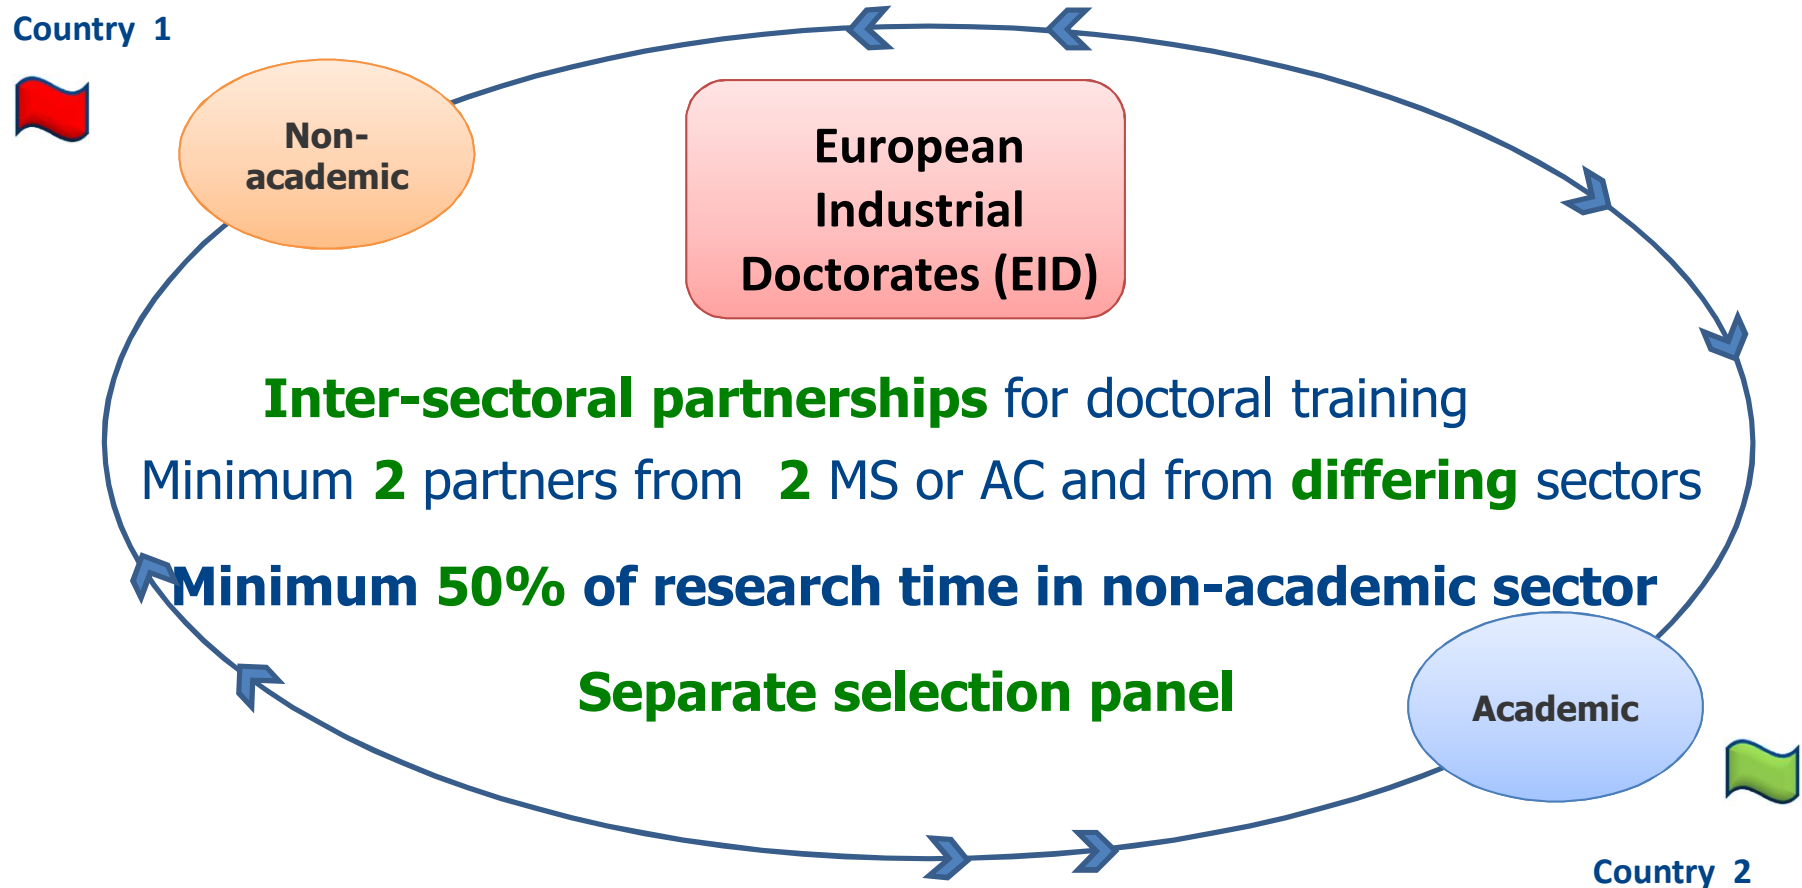 Country 1
Non-
academic
European
Industrial
Doctorates (EID)
Inter-sectoral partnerships for doctoral training
Minimum 2 partners from 2 MS or AC and from differing sectors
Minimum 50% of research time in non-academic sector
Separate selection panel
Academic
Country 2